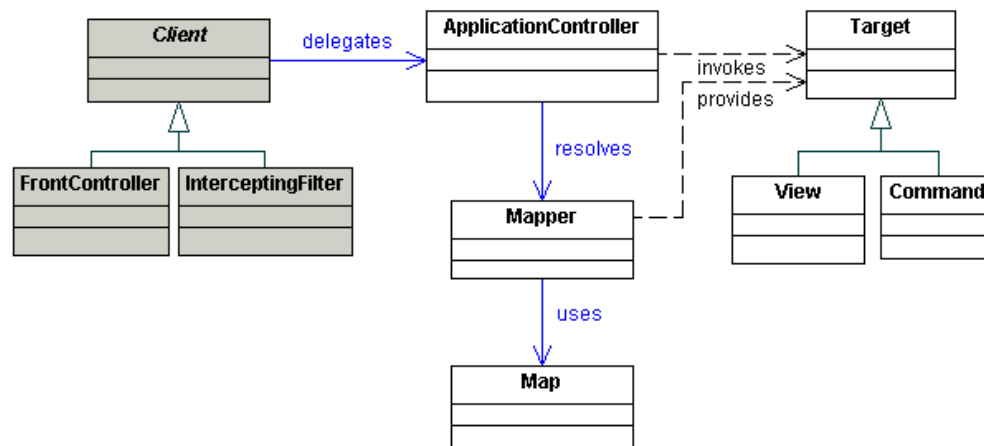 Client
delegates
ApplicationController
Target
invokes
provides
resolves
FrontController
InterceptingFilter
Mapper
View
Command
uses
Map